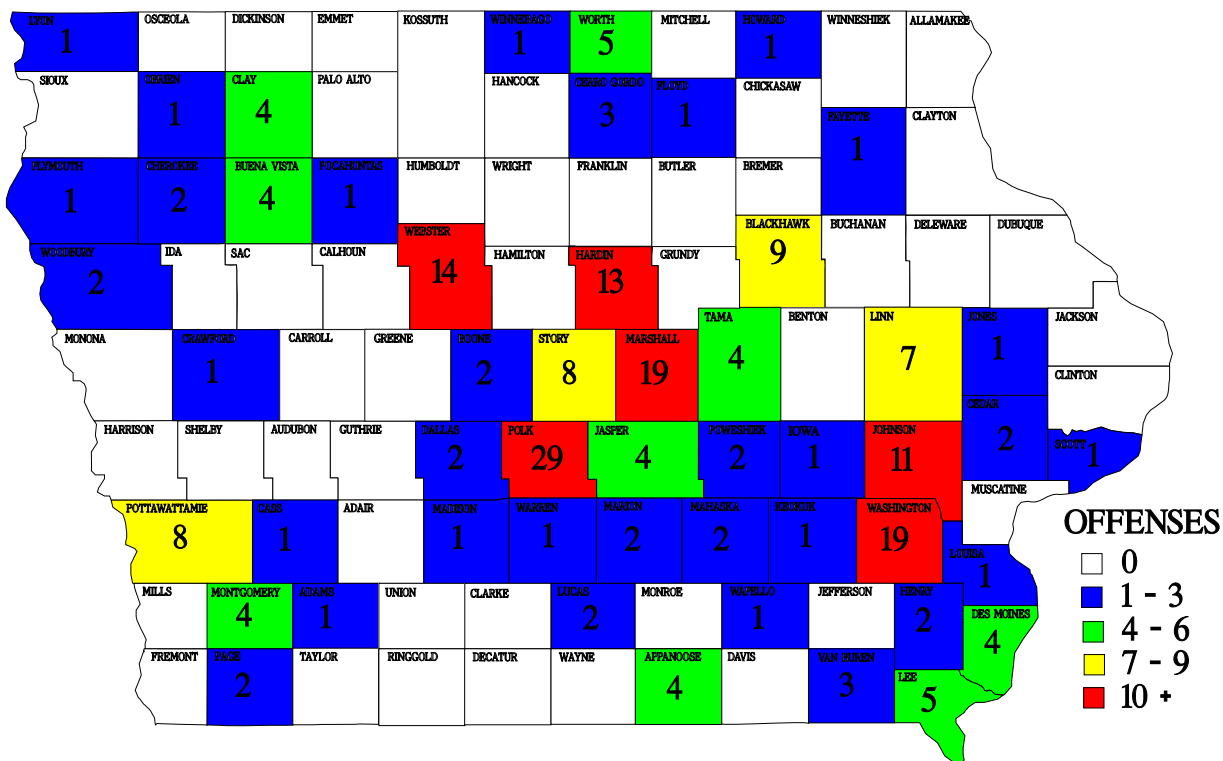 LYON OSCEOLA DICKINSON EMMET KOSSUTH WINNEBAGO WORTH MITCHELL HOWARD WINNESHIEK ALLAMAKEE
1 1 5 1
SIOUX OBRIEN CLAY PALO ALTO HANCOCK CERRO GORDO FLOYD CHICKASAW
1 4 3 1
FAYETTE CLAYTON
1
PLYMOUTH CHEROKEE BUENA VISTA POCAHONTAS HUMBOLDT WRIGHT FRANKLIN BUTLER BREMER
1 2 4 1
BLACKHAWK BUCHANAN DELEWARE DUBUQUE
9
WEBSTER
14
WOODBURY IDA SAC CALHOUN HAMILTON HARDIN GRUNDY
2 13
TAMA BENTON LINN JONES JACKSON
4 7 1
MONONA CRAWFORD CARROLL GREENE BOONE STORY MARSHALL
1 2 8 19
CLINTON
CEDAR
2
HARRISON SHELBY AUDUBON GUTHRIE DALLAS POLK JASPER POWESHIEK IOWA JOHNSON
2 29 4 2 1 11
SCOTT 1
MUSCATINE
POTTAWATTAMIE CASS ADAIR MADISON WARREN MARION MAHASKA KEOKUK WASHINGTON
8 1 1 1 2 2 1 19
LOUISA
1
MILLS MONTGOMERY ADAMS UNION CLARKE LUCAS MONROE WAPELLO JEFFERSON HENRY
4 1 2 1 2
DES MOINES
4
FREMONT PAGE TAYLOR RINGGOLD DECATUR WAYNE APPANOOSE DAVIS VAN BUREN
2 4 3
LEE
5
OFFENSES
0
1 - 3
4 - 6
7 - 9
10 +